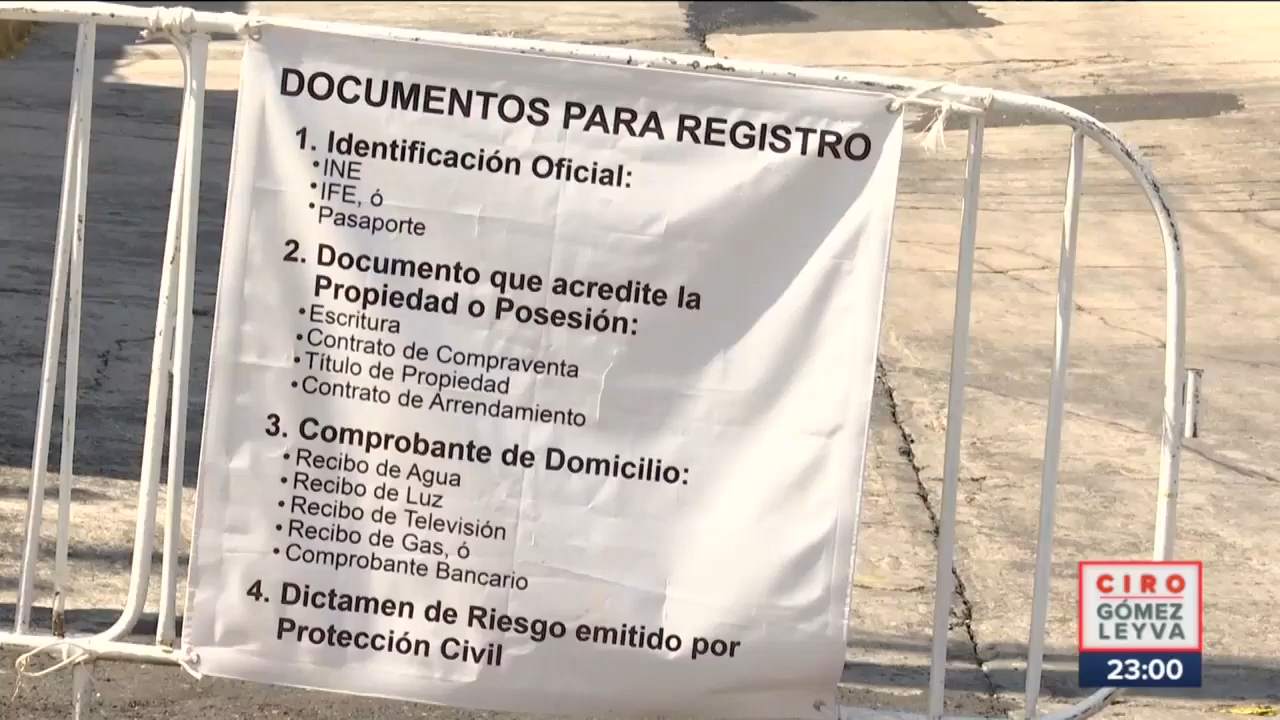 DOCUMENTOS PARA REGISTRO
1. Identificación Oficial:
•INE
•IFE, ó
•Pasaporte
2. Documento que acredite la
Propiedad o Posesión:
•Escritura
•Contrato de Compraventa
•Título de Propiedad
•Contrato de Arrendamiento
3. Comprobante de Domicilio:
•Recibo de Agua
•Recibo de Luz
•Recibo de Televisión
•Recibo de Gas, ó
•Comprobante Bancario
4. Dictamen de Riesgo emitido por
Protección Civil
CIRO
GÓMEZ
LEYVA
23:00